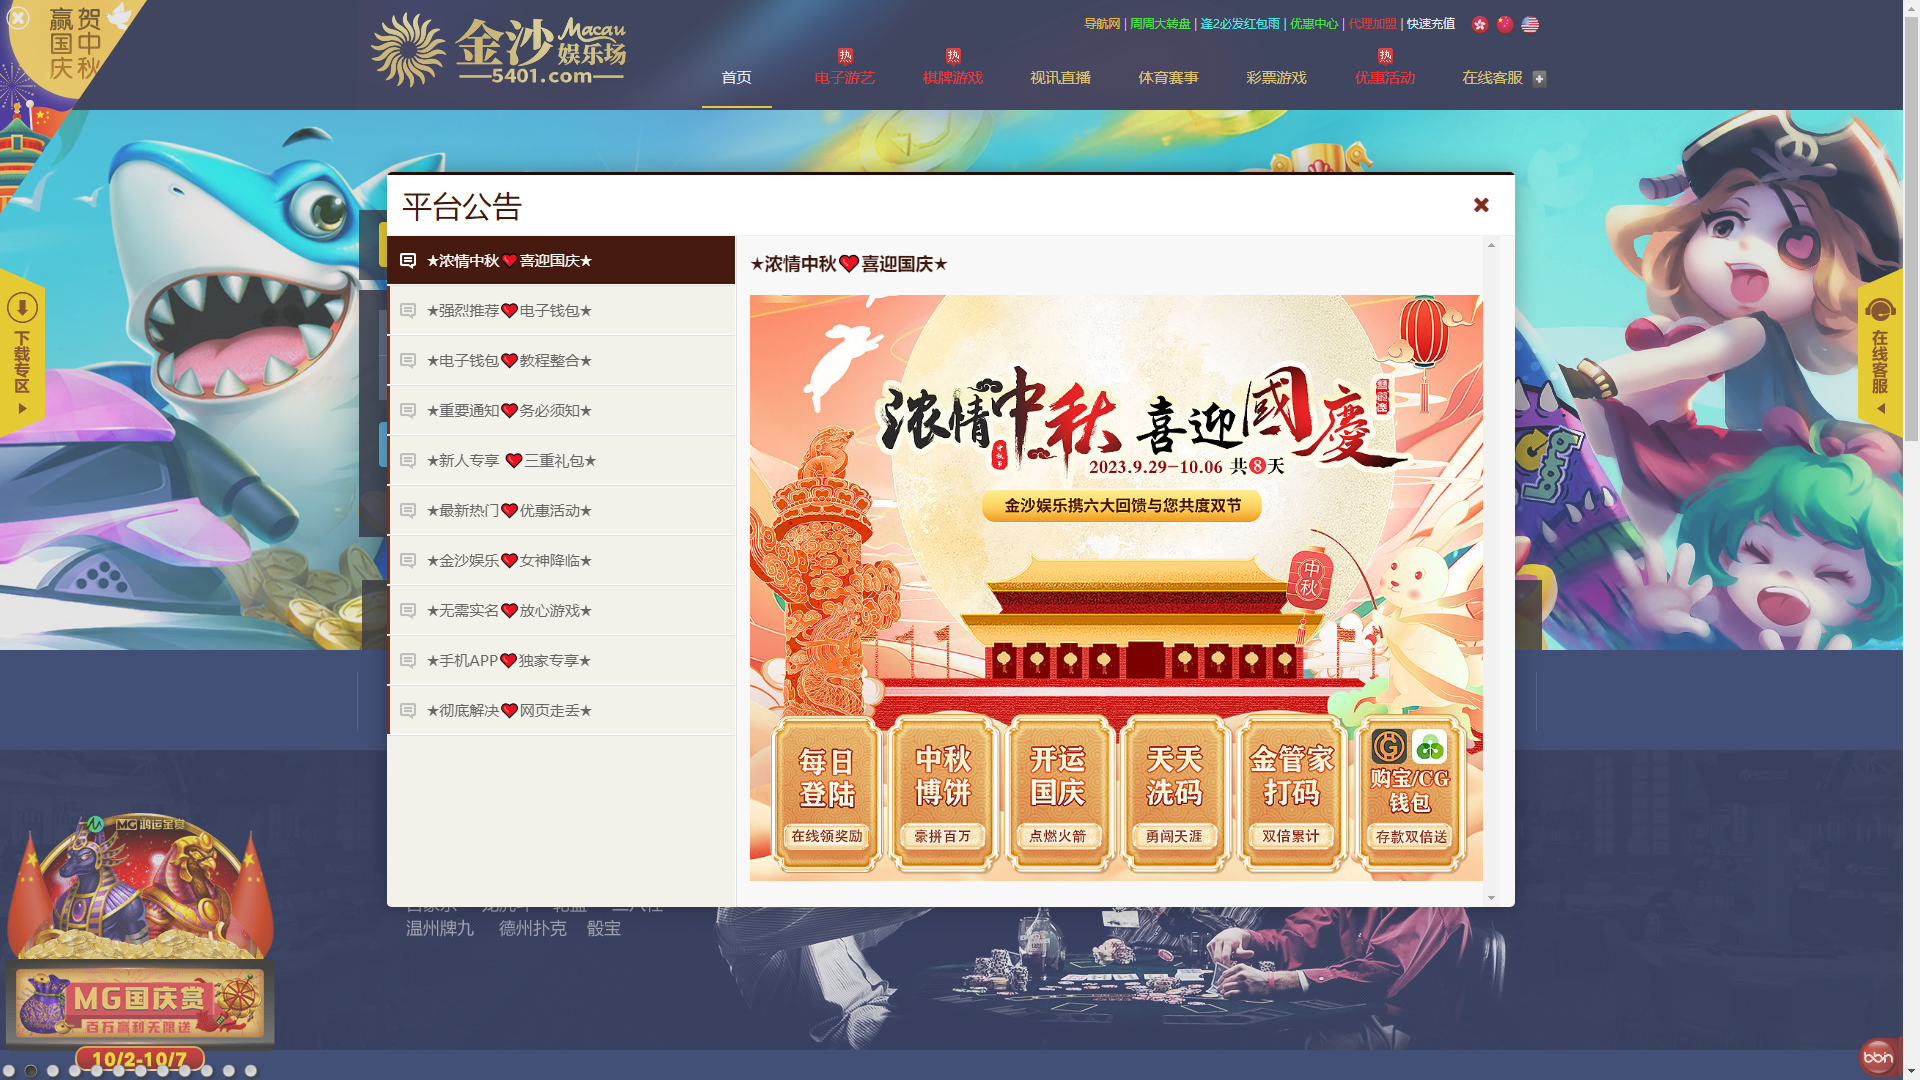 贺中秋
赢国庆
金沙娱乐场
Macau
5401.com
导航网 | 周周大转盘 | 逢2必发红包雨 | 优惠中心 | 代理加盟 | 快速充值
热 热 热
首页 电子游艺 棋牌游戏 视讯直播 体育赛事 彩票游戏 优惠活动 在线客服
下载专区
在线客服
平台公告
★浓情中秋❤喜迎国庆★
★强烈推荐❤电子钱包★
★电子钱包❤教程整合★
★重要通知❤务必须知★
★新人专享 ❤三重礼包★
★最新热门❤优惠活动★
★金沙娱乐❤女神降临★
★无需实名❤放心游戏★
★手机APP❤独家专享★
★彻底解决❤网页走丢★
★浓情中秋❤喜迎国庆★
浓情中秋 喜迎國慶
中秋节
2023.9.29-10.06 共8天
金沙娱乐携六大回馈与您共度双节
中秋
每日登陆
在线领奖励
中秋博饼
豪拼百万
开运国庆
点燃火箭
天天洗码
勇闯天涯
金管家打码
双倍累计
购宝/CG钱包
存款双倍送
温州牌九 德州扑克 骰宝
MG 鸿运金赏
MG国庆赏
百万赢利无限送
10/2-10/7
bbin